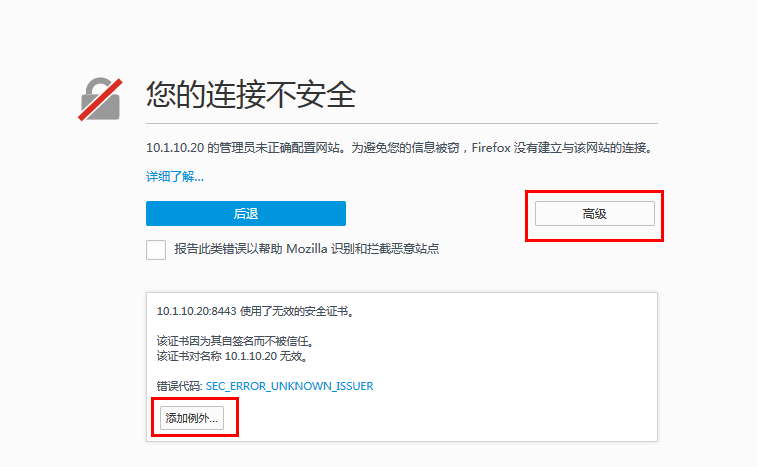 您的连接不安全
10.1.10.20 的管理员未正确配置网站。为避免您的信息被窃，Firefox 没有建立与该网站的连接。
详细了解...
后退
高级
报告此类错误以帮助 Mozilla 识别和拦截恶意站点
10.1.10.20:8443 使用了无效的安全证书。
该证书因为其自签名而不被信任。
该证书对名称 10.1.10.20 无效。
错误代码: SEC_ERROR_UNKNOWN_ISSUER
添加例外...